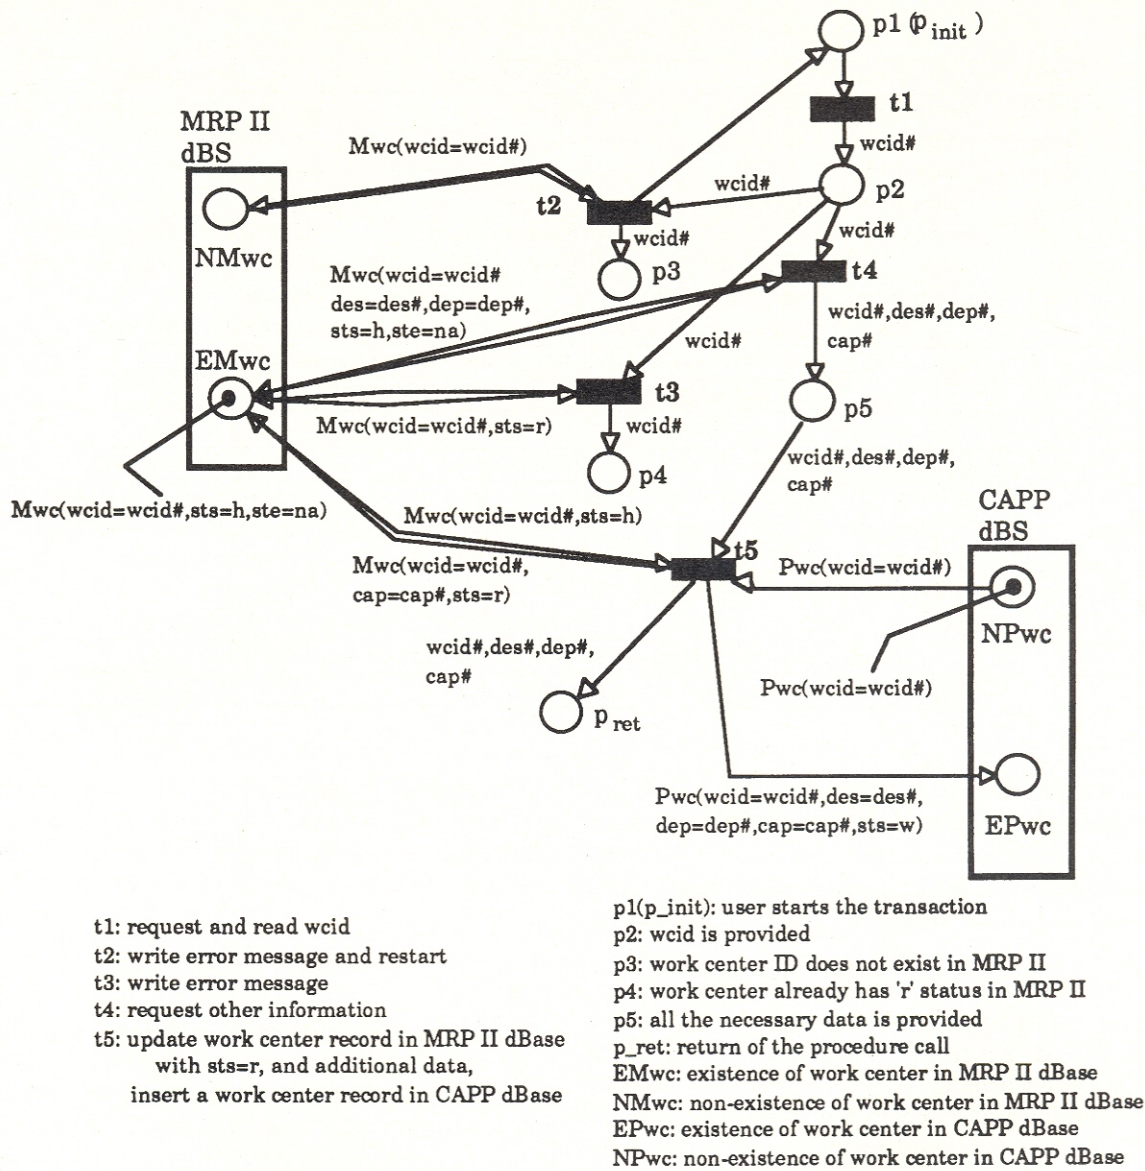 p1 (p init )
t1
MRP II
dBS
Mwc(wcid=wcid#)
wcid#
wcid#
p2
t2
wcid#
wcid#
NMwc
p3
t4
Mwc(wcid=wcid#
des=des#,dep=dep#,
sts=h,ste=na)
wcid#,des#,dep#,
cap#
wcid#
EMwc
t3
p5
Mwc(wcid=wcid#,sts=r)
wcid#
wcid#,des#,dep#,
cap#
p4
CAPP
dBS
Mwc(wcid=wcid#,sts=h,ste=na)
Mwc(wcid=wcid#,sts=h)
t5
Mwc(wcid=wcid#,
cap=cap#,sts=r)
Pwc(wcid=wcid#)
NPwc
wcid#,des#,dep#,
cap#
Pwc(wcid=wcid#)
p ret
Pwc(wcid=wcid#,des=des#,
dep=dep#,cap=cap#,sts=w)
EPwc
t1: request and read wcid
t2: write error message and restart
t3: write error message
t4: request other information
t5: update work center record in MRP II dBase
with sts=r, and additional data,
insert a work center record in CAPP dBase
p1(p_init): user starts the transaction
p2: wcid is provided
p3: work center ID does not exist in MRP II
p4: work center already has 'r' status in MRP II
p5: all the necessary data is provided
p_ret: return of the procedure call
EMwc: existence of work center in MRP II dBase
NMwc: non-existence of work center in MRP II dBase
EPwc: existence of work center in CAPP dBase
NPwc: non-existence of work center in CAPP dBase